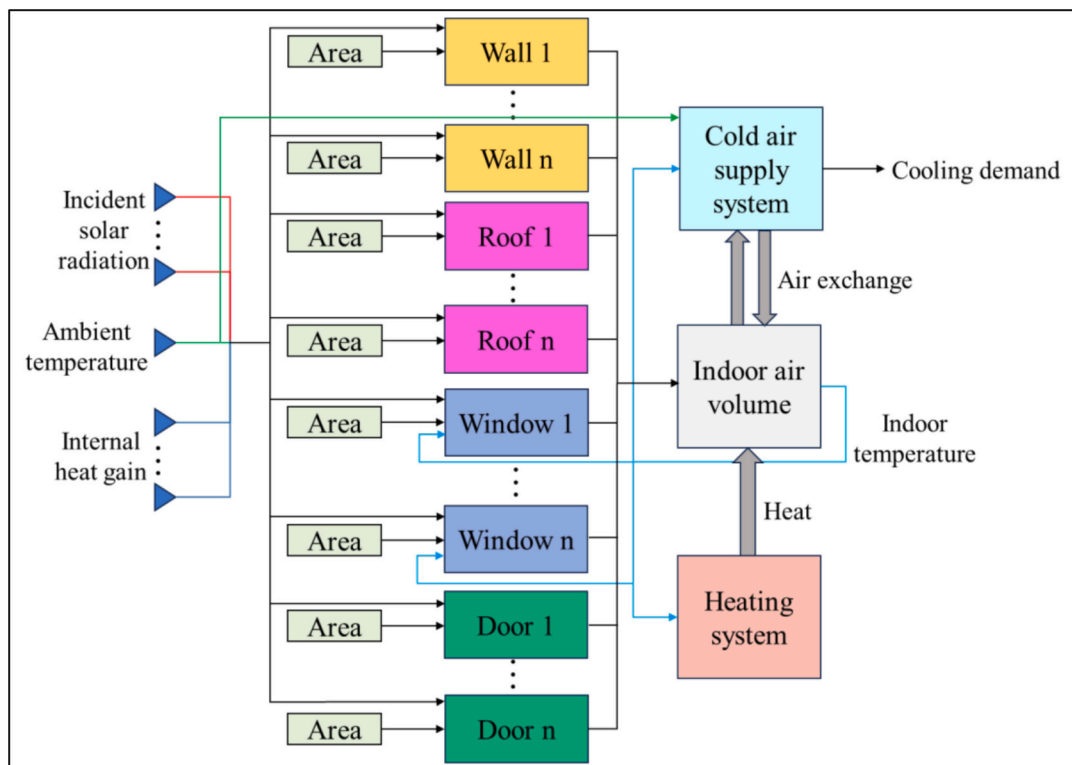 Incident
solar
radiation
Ambient
temperature
Internal
heat gain
Area
Wall 1
Area
Wall n
Area
Roof 1
Area
Roof n
Area
Window 1
Area
Window n
Area
Door 1
Area
Door n
Cold air
supply
system
Cooling demand
Air exchange
Indoor air
volume
Indoor
temperature
Heat
Heating
system